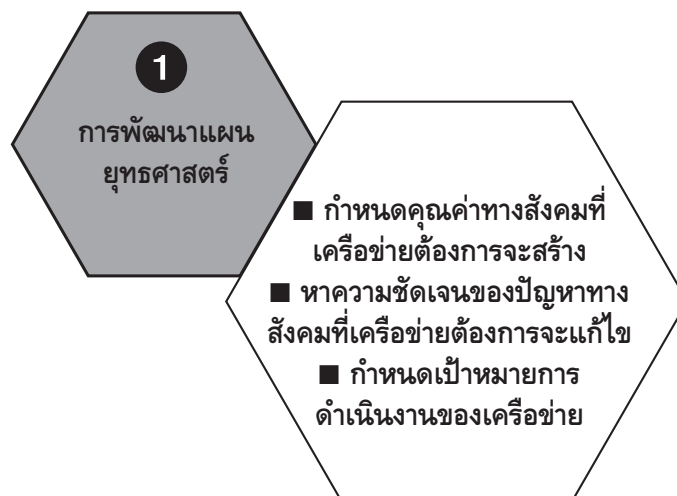 1
การพัฒนาแผน
ยุทธศาสตร์
■ กำหนดคุณค่าทางสังคมที่
เครือข่ายต้องการจะสร้าง
■ หาความชัดเจนของปัญหาทาง
สังคมที่เครือข่ายต้องการจะแก้ไข
■ กำหนดเป้าหมายการ
ดำเนินงานของเครือข่าย